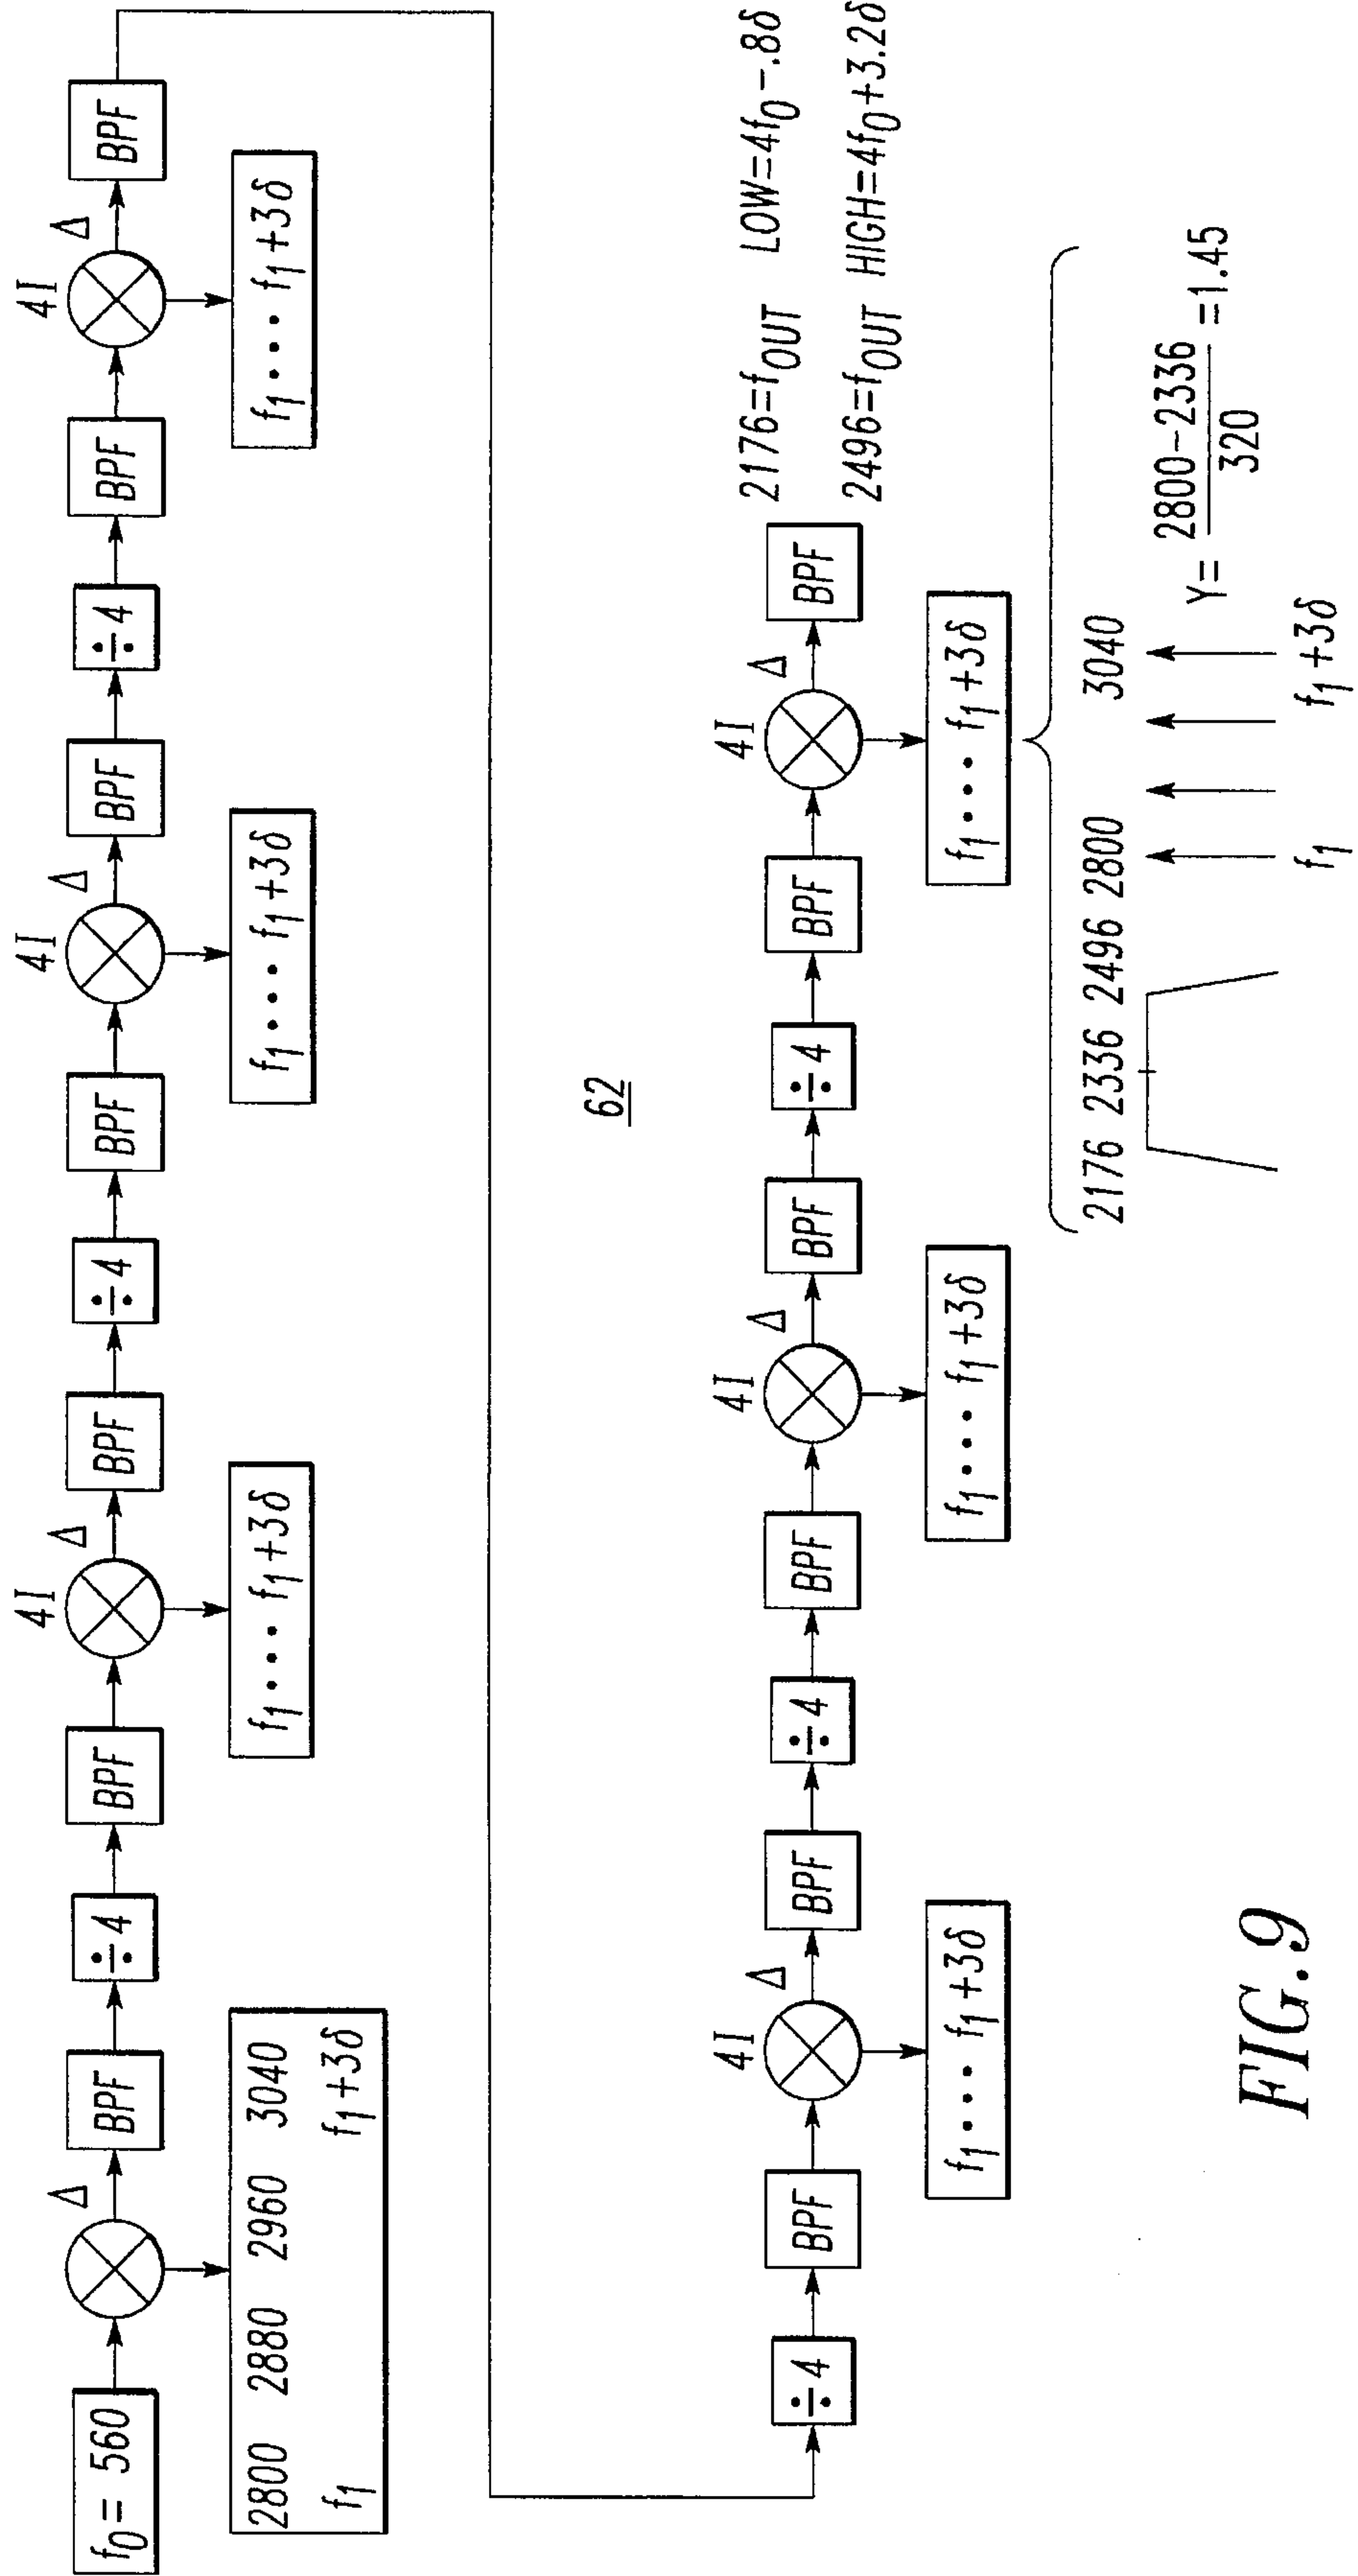 f0 = 560
Δ
BPF
÷4
BPF
4I
Δ
BPF
÷4
BPF
4I
Δ
BPF
÷4
BPF
4I
Δ
BPF
2800 2880 2960 3040
f1 f1+3δ
f1 • • • f1+3δ
f1 • • • f1+3δ
f1 • • • f1+3δ
62
÷4
BPF
4I
Δ
BPF
÷4
BPF
4I
Δ
BPF
÷4
BPF
4I
Δ
BPF
2176=fOUT LOW=4f0-.8δ
2496=fOUT HIGH=4f0+3.2δ
f1 • • • f1+3δ
f1 • • • f1+3δ
f1 • • • f1+3δ
2176 2336 2496 2800 3040
f1 f1+3δ
Y= 2800-2336 =1.45
320
FIG.9